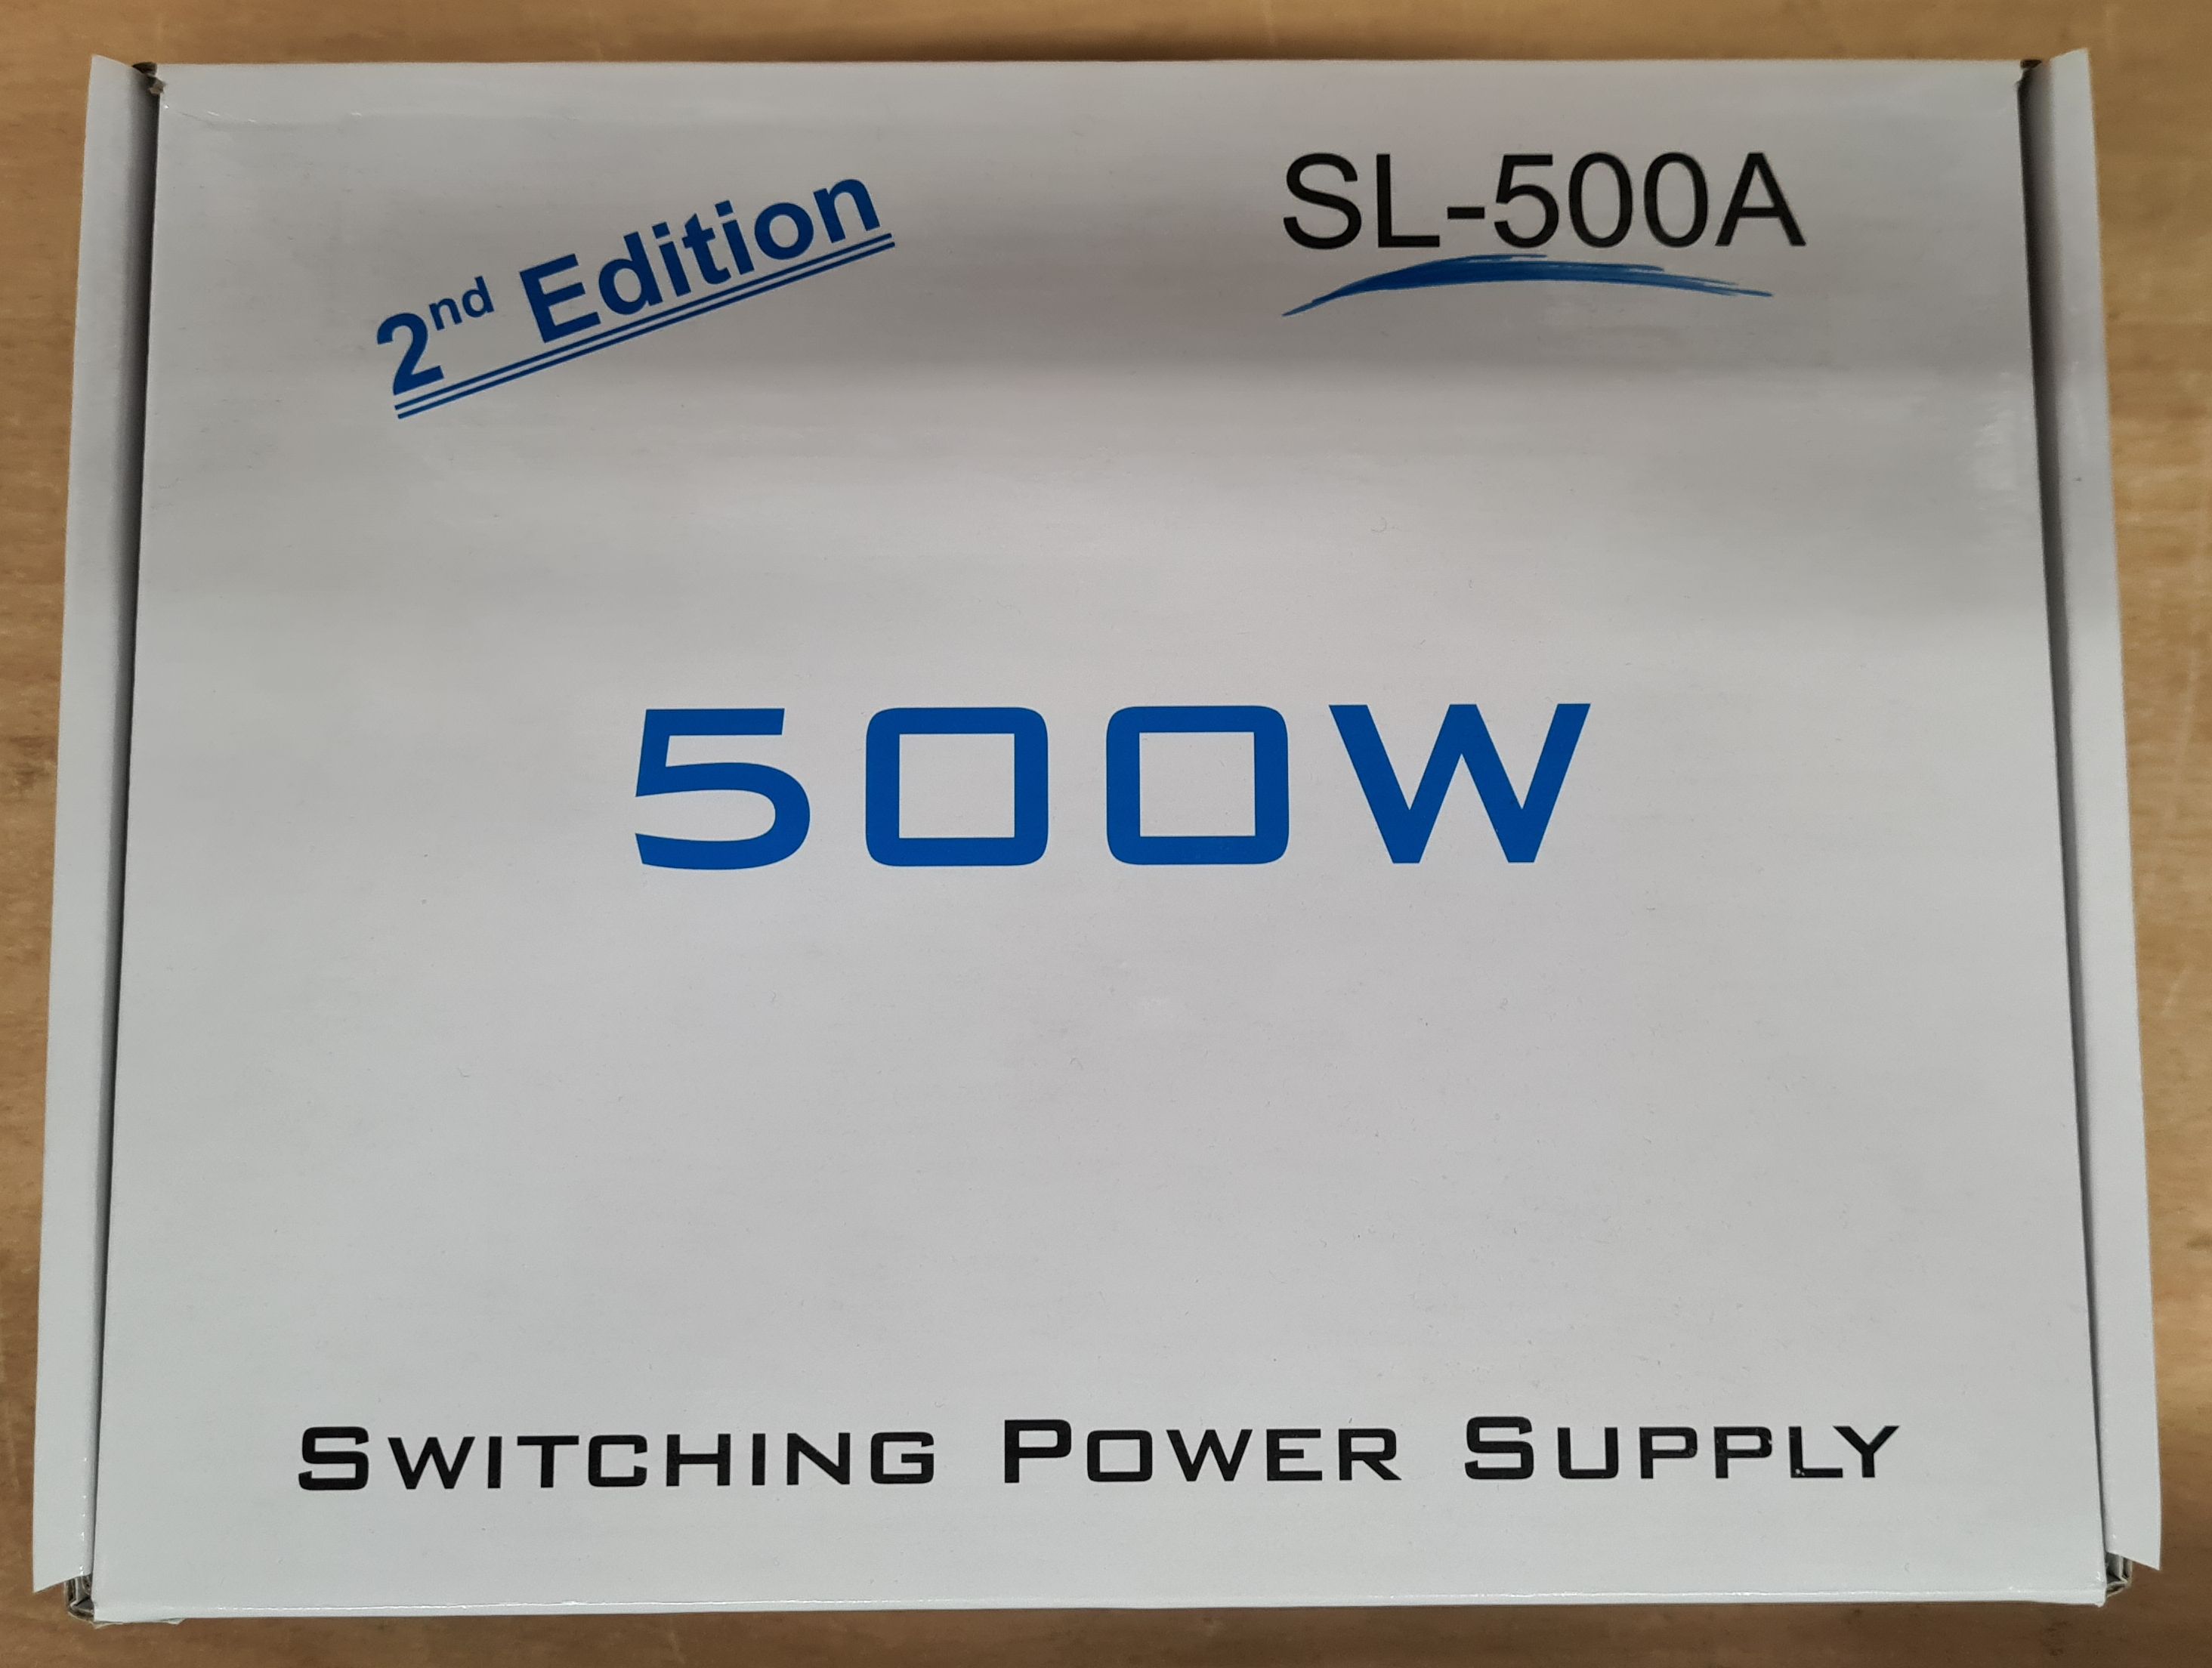 2nd Edition
SL-500A
500W
SWITCHING POWER SUPPLY